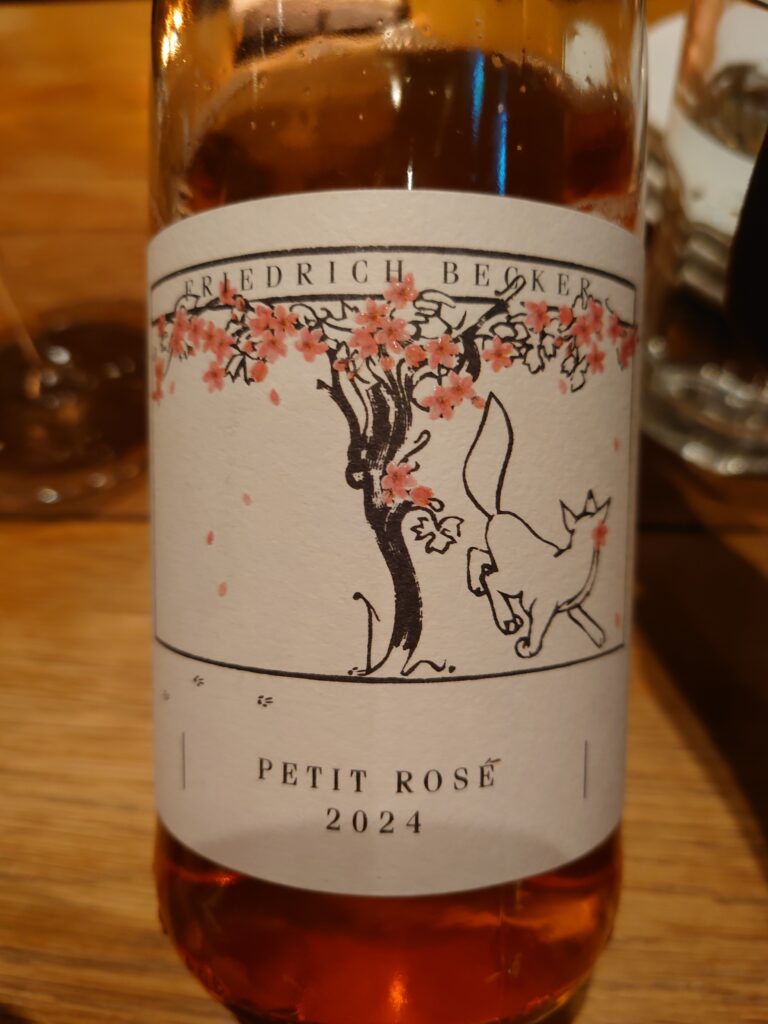 FRIEDRICH BECKER
PETIT ROSÉ
2024